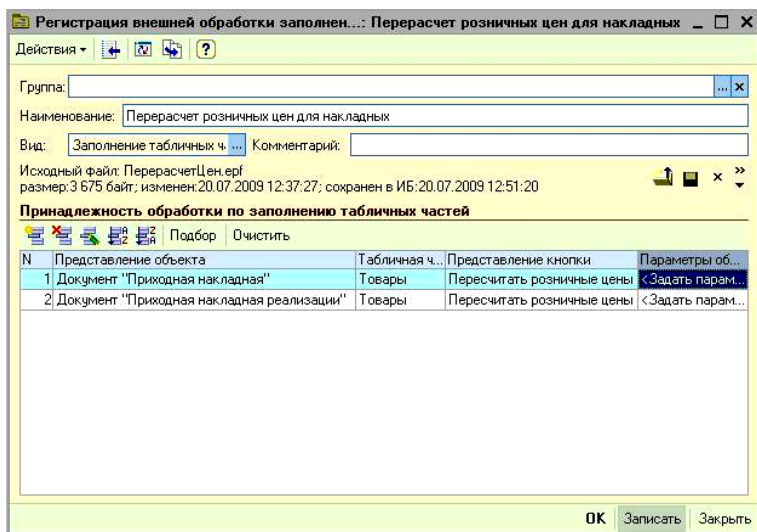 Регистрация внешней обработки заполнен...: Перерасчет розничных цен для накладных
Действия
Группа:
Наименование: Перерасчет розничных цен для накладных
Вид: Заполнение табличных ч. ... Комментарий:
Исходный файл: ПерерасчетЦен.epf
размер:3 675 байт; изменен:20.07.2009 12:37:27; сохранен в ИБ:20.07.2009 12:51:20
Принадлежность обработки по заполнению табличных частей
Подбор Очистить
N Представление объекта Табличная ч... Представление кнопки Параметры об...
1 Документ "Приходная накладная" Товары Пересчитать розничные цены <Задать парам...
2 Документ "Приходная накладная реализации" Товары Пересчитать розничные цены <Задать парам...
OK Записать Закрыть